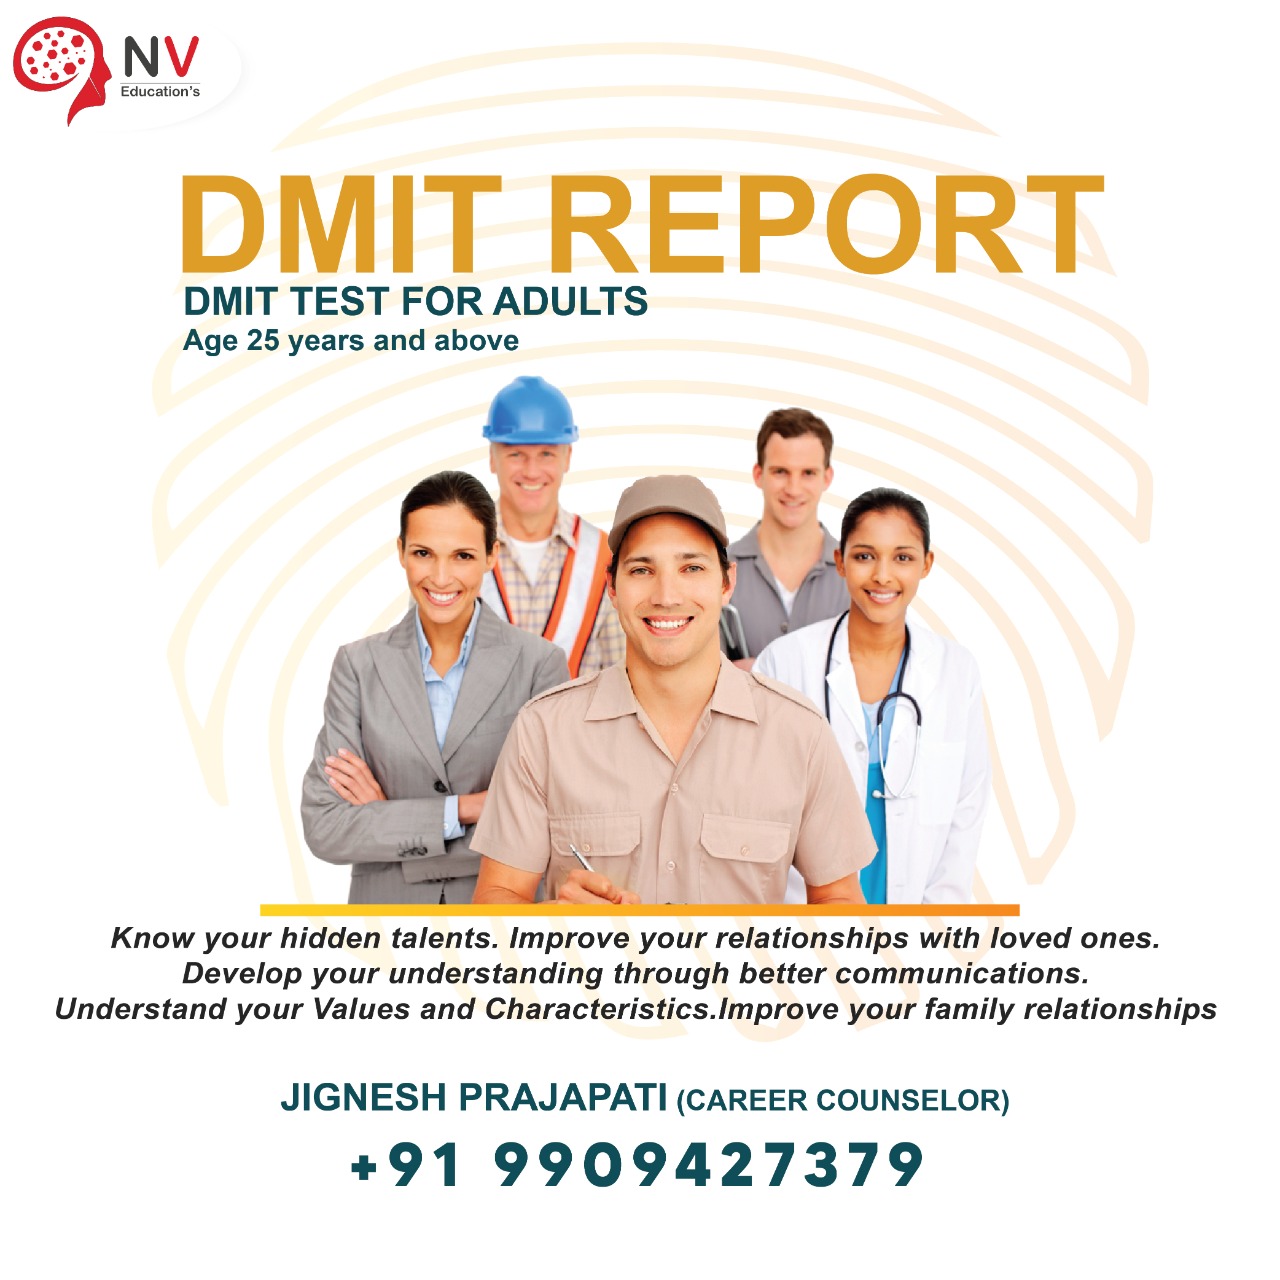 NV
Education's
DMIT REPORT
DMIT TEST FOR ADULTS
Age 25 years and above
Know your hidden talents. Improve your relationships with loved ones.
Develop your understanding through better communications.
Understand your Values and Characteristics.Improve your family relationships
JIGNESH PRAJAPATI (CAREER COUNSELOR)
+91 9909427379